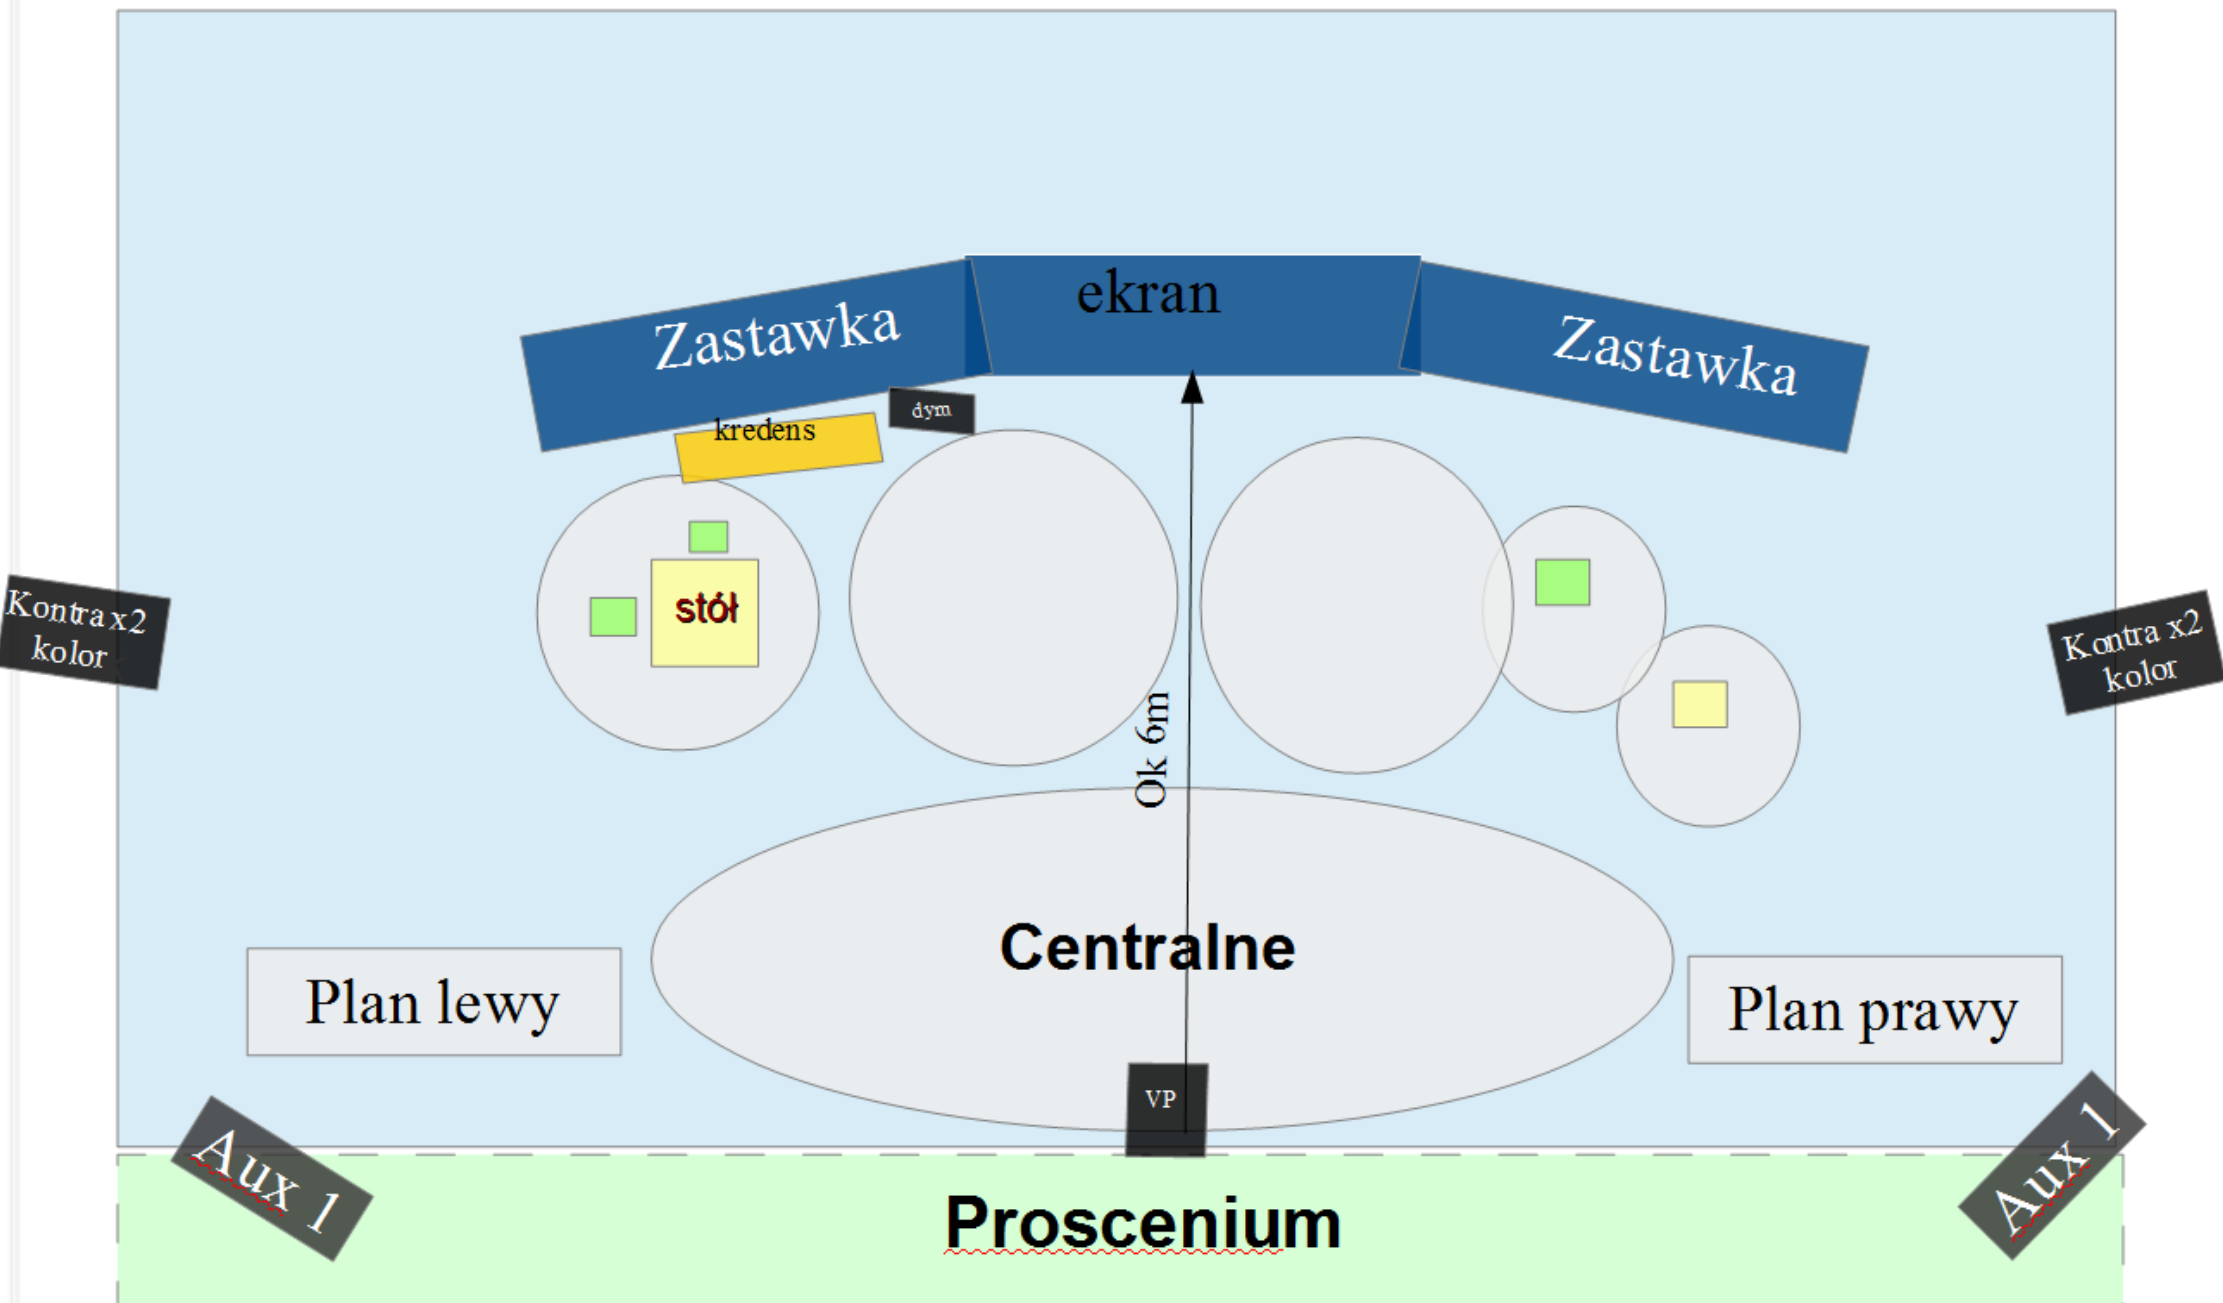 ekran
Zastawka
Zastawka
dym
kredens
Kontra x2
kolor
stół
Kontra x2
kolor
Ok 6m
Centralne
Plan lewy
Plan prawy
VP
Aux 1
Aux 1
Proscenium